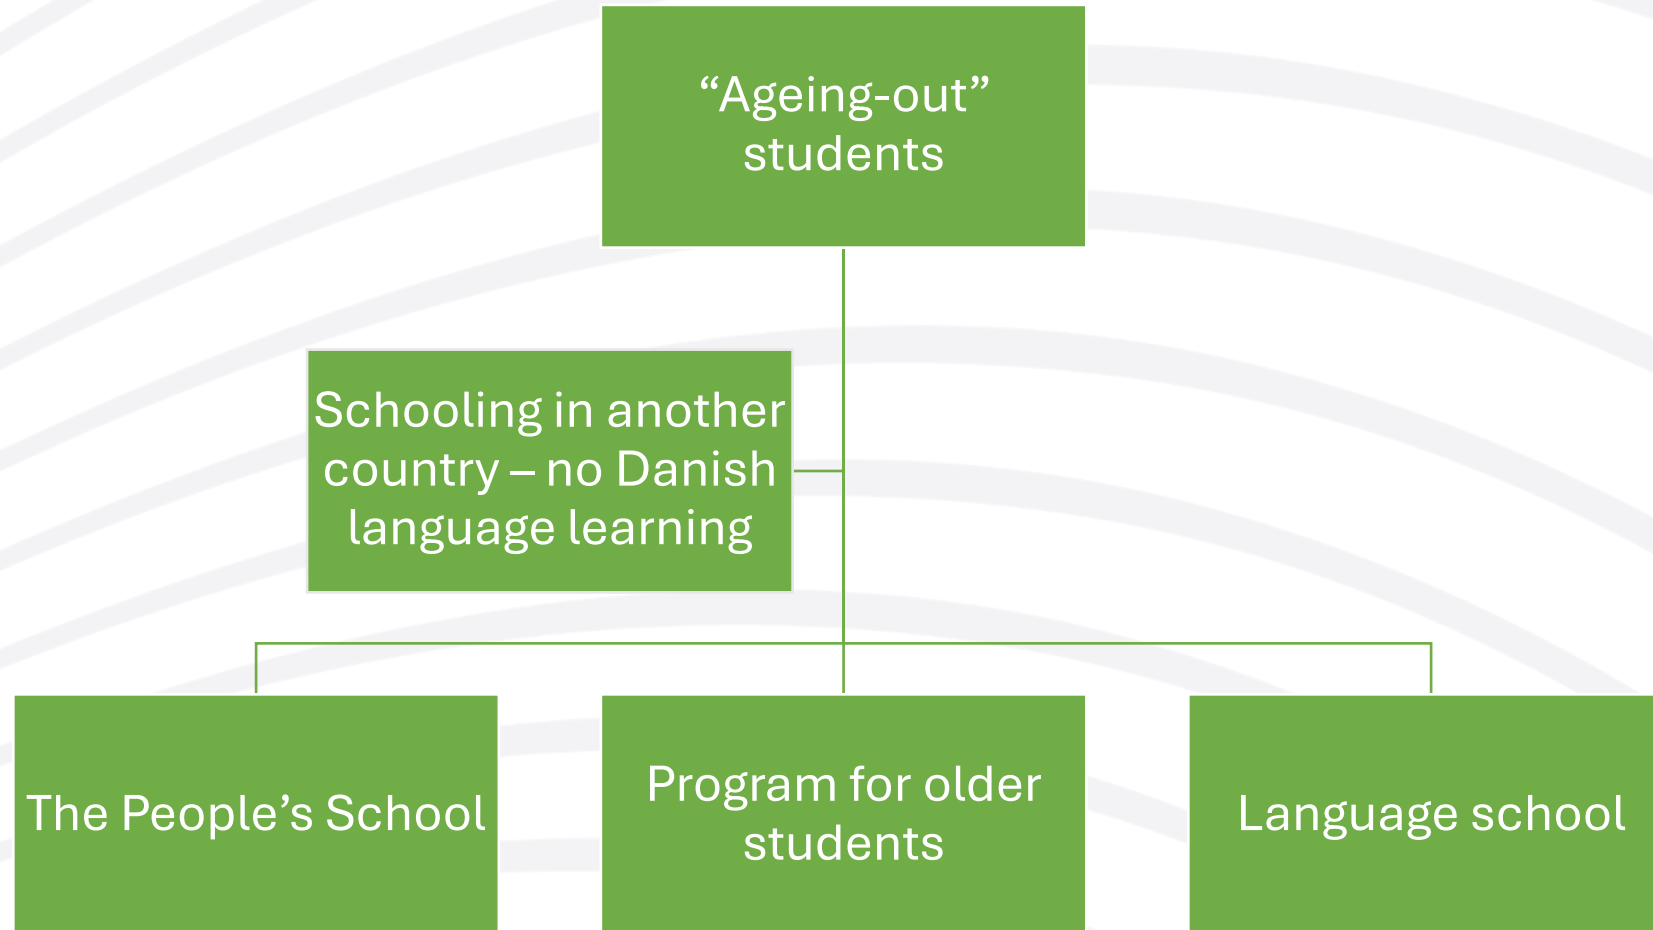 “Ageing-out”
students
Schooling in another
country – no Danish
language learning
The People’s School
Program for older
students
Language school